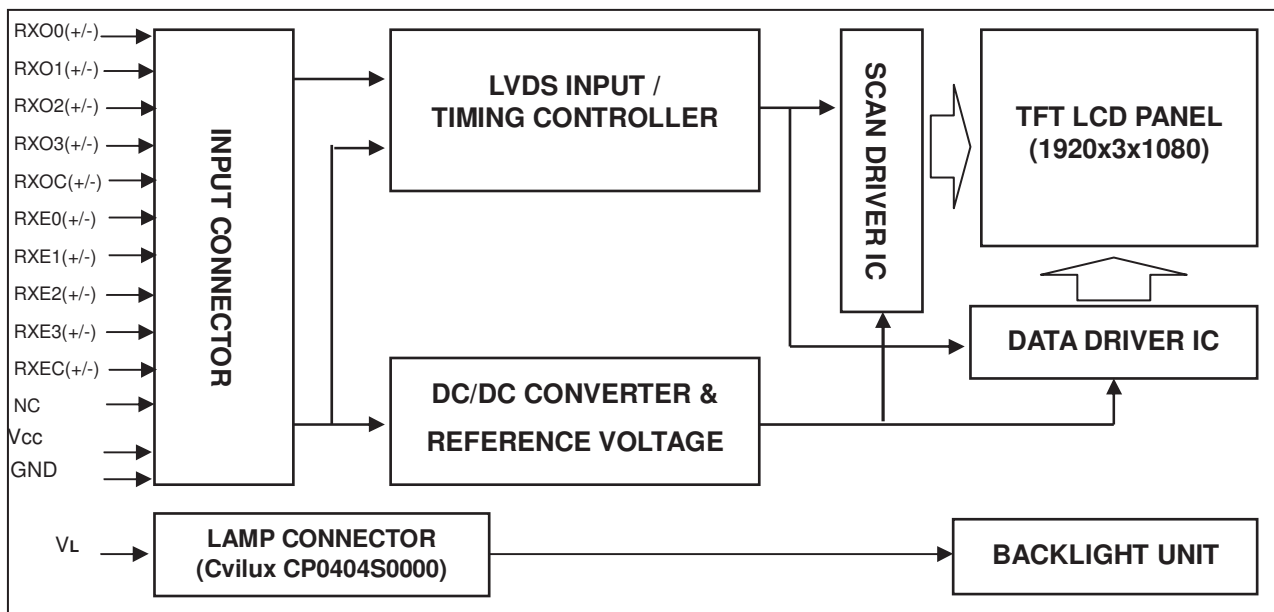 RXO0(+/-)
RXO1(+/-)
RXO2(+/-)
RXO3(+/-)
RXOC(+/-)
RXE0(+/-)
RXE1(+/-)
RXE2(+/-)
RXE3(+/-)
RXEC(+/-)
NC
Vcc
GND
INPUT CONNECTOR
LVDS INPUT /
TIMING CONTROLLER
SCAN DRIVER IC
TFT LCD PANEL
(1920x3x1080)
DATA DRIVER IC
DC/DC CONVERTER &
REFERENCE VOLTAGE
VL
LAMP CONNECTOR
(Cvilux CP0404S0000)
BACKLIGHT UNIT